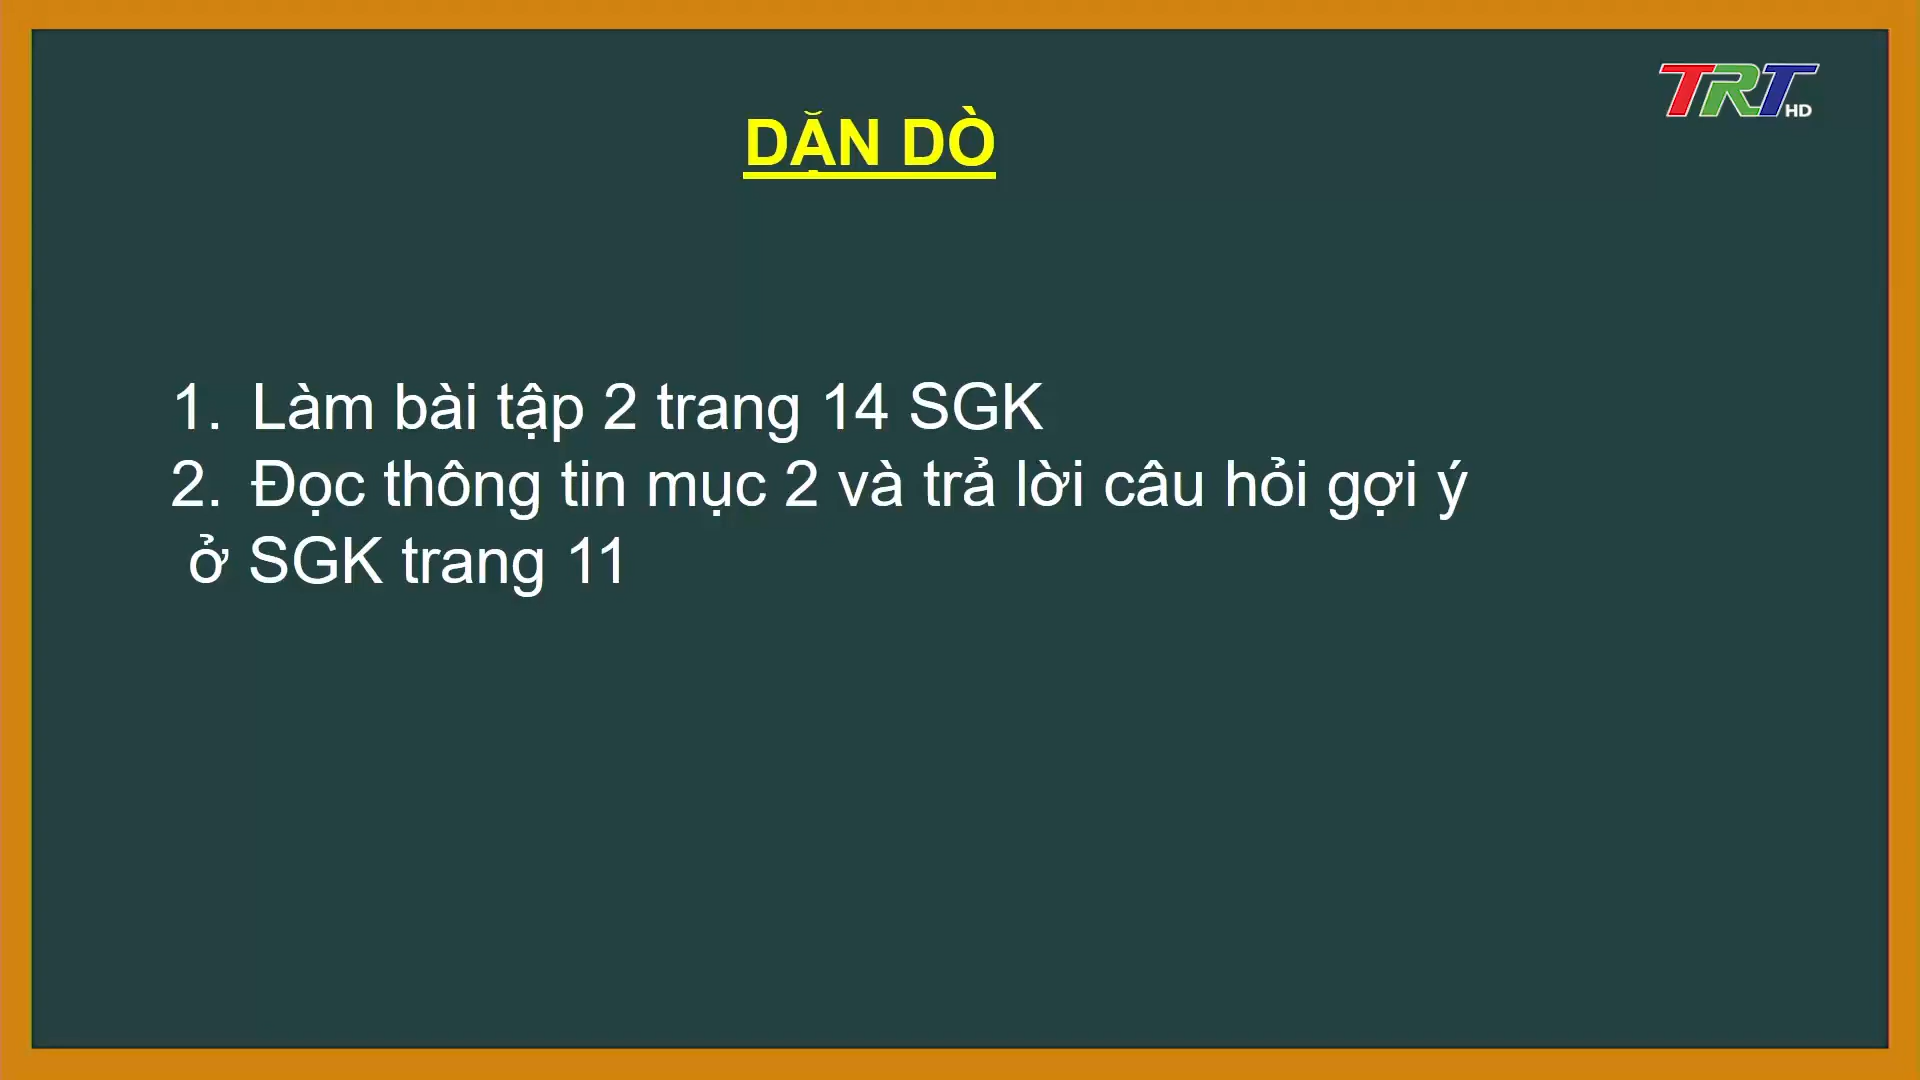 TRT HD
DẶN DÒ
1. Làm bài tập 2 trang 14 SGK
2. Đọc thông tin mục 2 và trả lời câu hỏi gợi ý
ở SGK trang 11